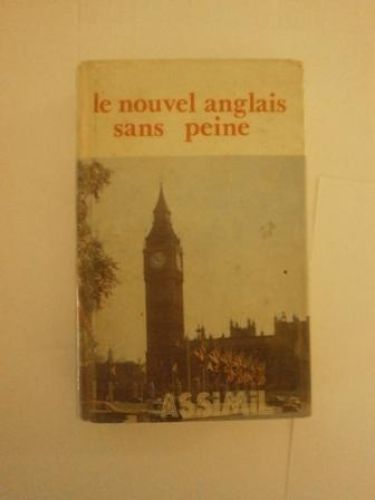 le nouvel anglais
sans peine
ASSiMiL